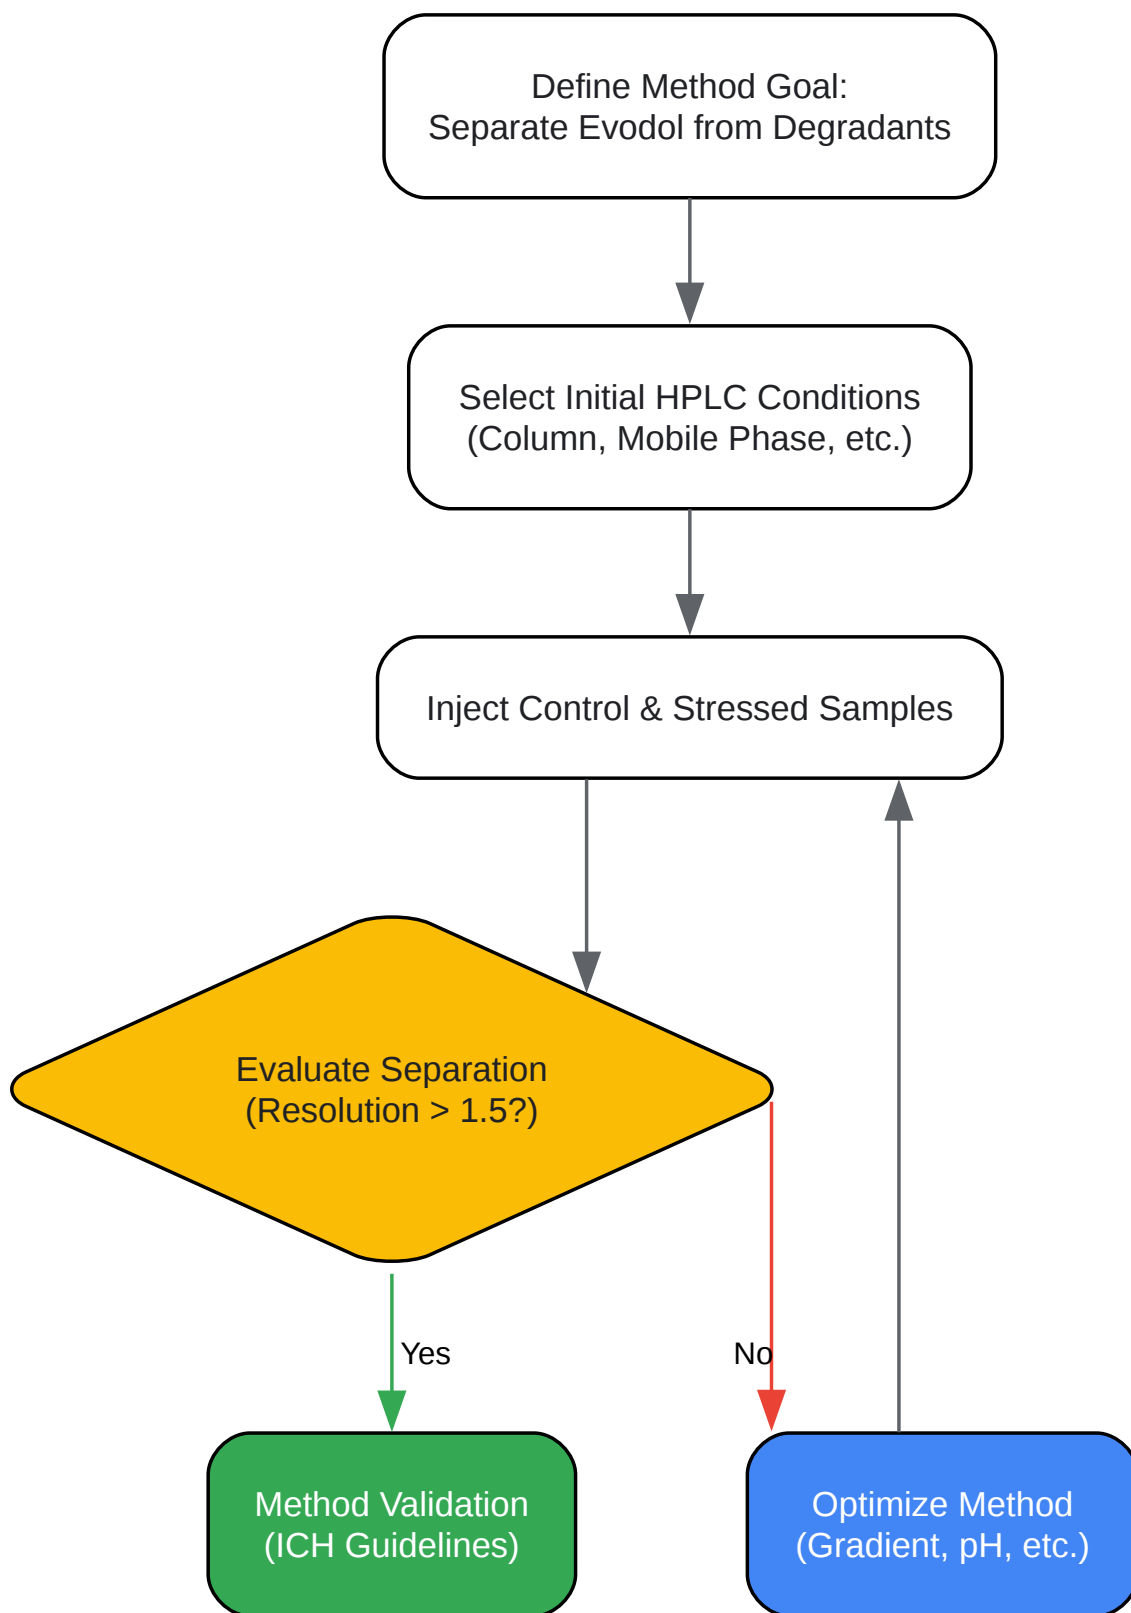 Define Method Goal:
Separate Evodol from Degradants
Select Initial HPLC Conditions
(Column, Mobile Phase, etc.)
Inject Control & Stressed Samples
Evaluate Separation
(Resolution > 1.5?)
Yes
No
Method Validation
(ICH Guidelines)
Optimize Method
(Gradient, pH, etc.)